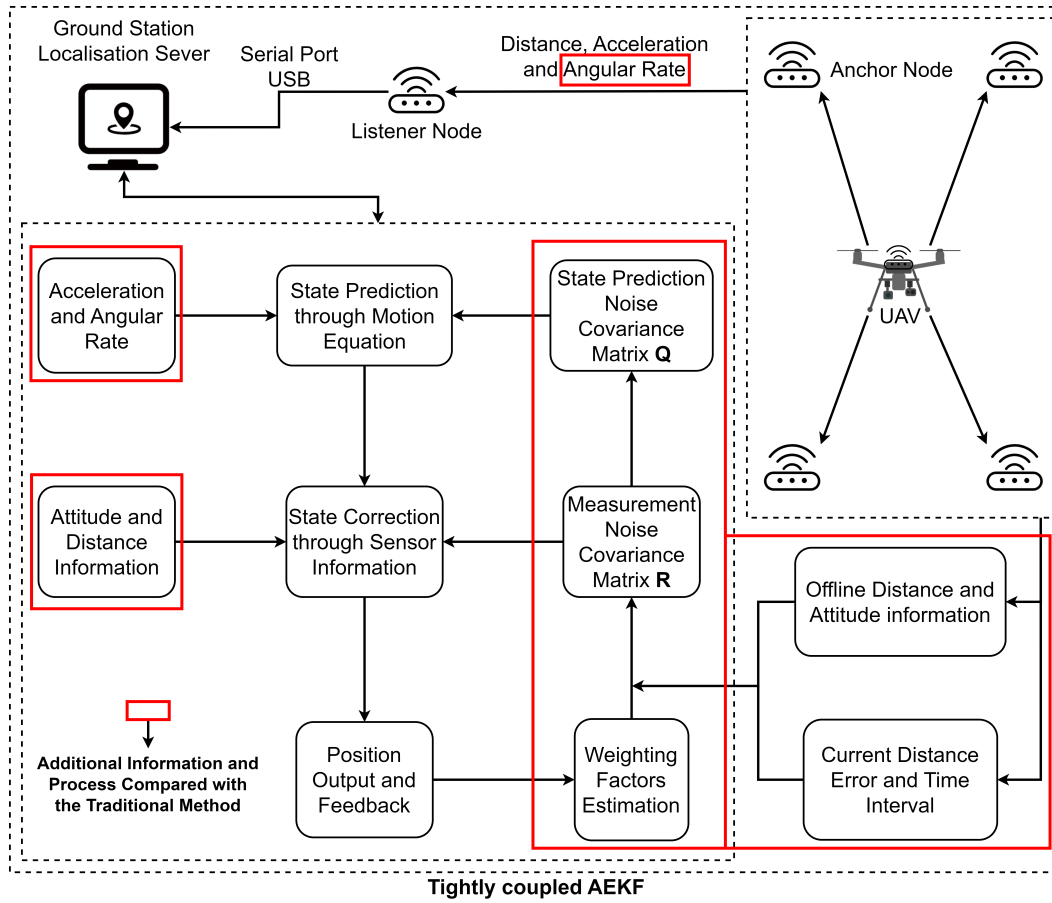 Ground Station
Localisation Sever
Serial Port
USB
Listener Node
Distance, Acceleration
and Angular Rate
Anchor Node
UAV
Acceleration
and Angular
Rate
State Prediction
through Motion
Equation
State Prediction
Noise
Covariance
Matrix Q
Attitude and
Distance
Information
State Correction
through Sensor
Information
Measurement
Noise
Covariance
Matrix R
Offline Distance and
Attitude information
Additional Information and
Process Compared with
the Traditional Method
Position
Output and
Feedback
Weighting
Factors
Estimation
Current Distance
Error and Time
Interval
Tightly coupled AEKF